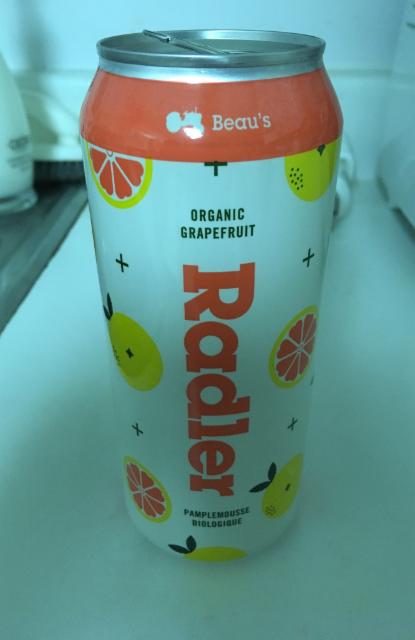 Beau's
ORGANIC
GRAPEFRUIT
Radler
PAMPLEMOUSSE
BIOLOGIQUE